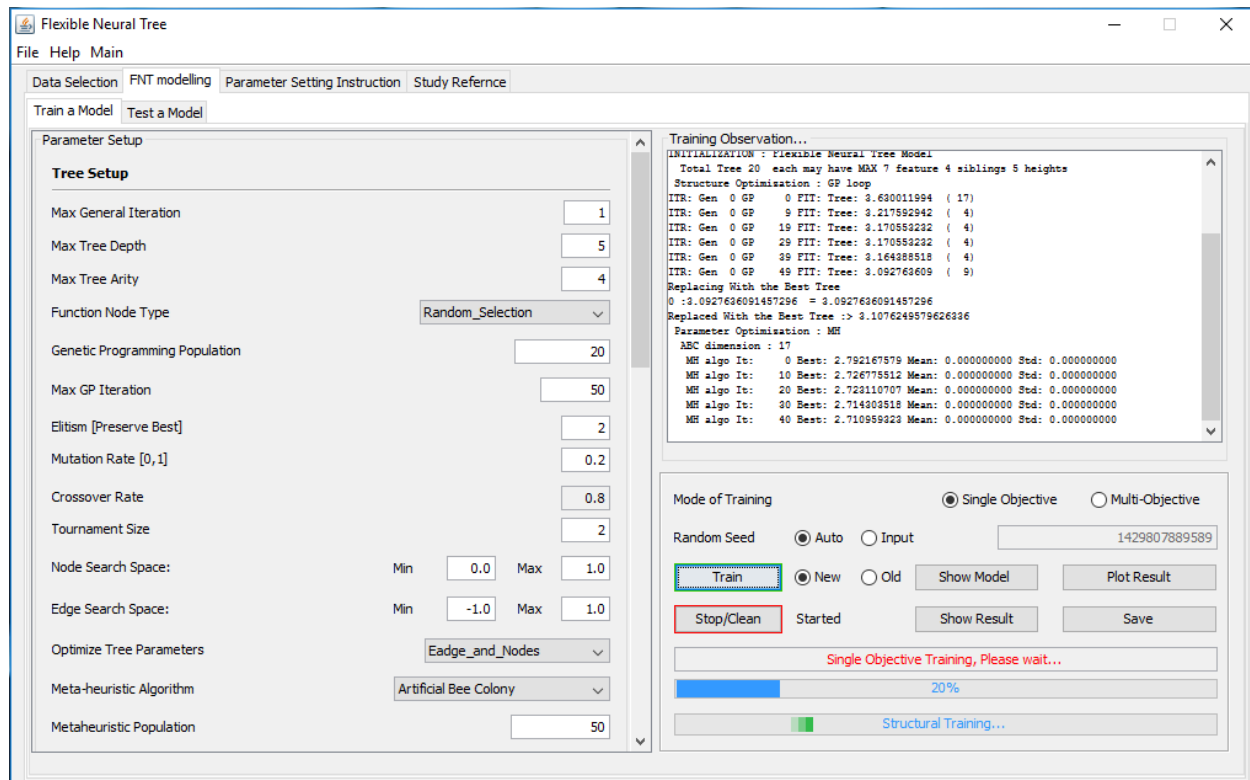 Flexible Neural Tree
File Help Main
Data Selection FNT modelling Parameter Setting Instruction Study Refernce
Train a Model Test a Model
Parameter Setup
Tree Setup
Max General Iteration 1
Max Tree Depth 5
Max Tree Arity 4
Function Node Type Random_Selection
Genetic Programming Population 20
Max GP Iteration 50
Elitism [Preserve Best] 2
Mutation Rate [0,1] 0.2
Crossover Rate 0.8
Tournament Size 2
Node Search Space: Min 0.0 Max 1.0
Edge Search Space: Min -1.0 Max 1.0
Optimize Tree Parameters Eadge_and_Nodes
Meta-heuristic Algorithm Artificial Bee Colony
Metaheuristic Population 50
Training Observation...
INITIALIZATION : Flexible Neural Tree Model
Total Tree 20 each may have MAX 7 feature 4 siblings 5 heights
Structure Optimization : GP loop
ITR: Gen 0 GP 0 FIT: Tree: 3.630011994 ( 17)
ITR: Gen 0 GP 9 FIT: Tree: 3.217592942 ( 4)
ITR: Gen 0 GP 19 FIT: Tree: 3.170553232 ( 4)
ITR: Gen 0 GP 29 FIT: Tree: 3.170553232 ( 4)
ITR: Gen 0 GP 39 FIT: Tree: 3.164388518 ( 4)
ITR: Gen 0 GP 49 FIT: Tree: 3.092763609 ( 9)
Replacing With the Best Tree
0 :3.0927636091457296 = 3.0927636091457296
Replaced With the Best Tree :> 3.1076249579626336
Parameter Optimization : MH
ABC dimension : 17
MH algo It: 0 Best: 2.792167579 Mean: 0.000000000 Std: 0.000000000
MH algo It: 10 Best: 2.726775512 Mean: 0.000000000 Std: 0.000000000
MH algo It: 20 Best: 2.723110707 Mean: 0.000000000 Std: 0.000000000
MH algo It: 30 Best: 2.714303518 Mean: 0.000000000 Std: 0.000000000
MH algo It: 40 Best: 2.710959323 Mean: 0.000000000 Std: 0.000000000
Mode of Training Single Objective Multi-Objective
Random Seed Auto Input 1429807889589
Train New Old Show Model Plot Result
Stop/Clean Started Show Result Save
Single Objective Training, Please wait...
20%
Structural Training...